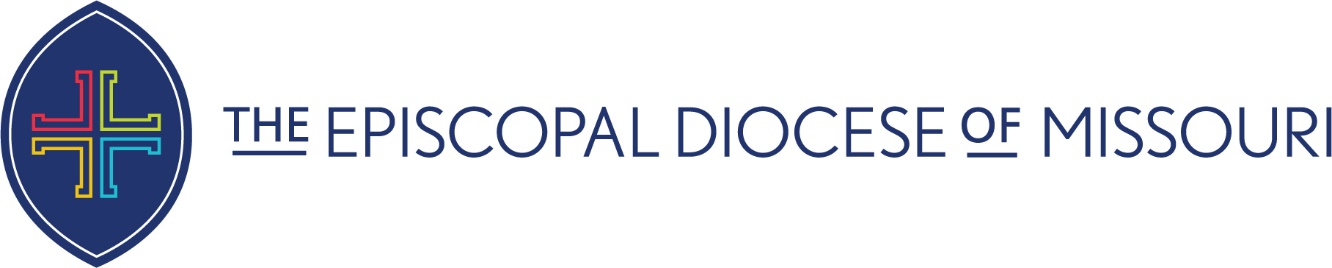 THE EPISCOPAL DIOCESE OF MISSOURI